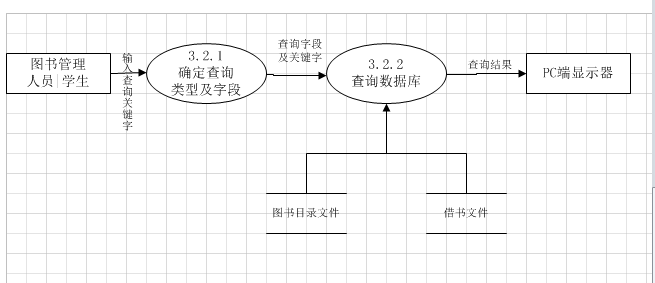 图书管理
人员|学生
输入查询关键字
3.2.1
确定查询
类型及字段
查询字段
及关键字
3.2.2
查询数据库
查询结果
PC端显示器
图书目录文件
借书文件